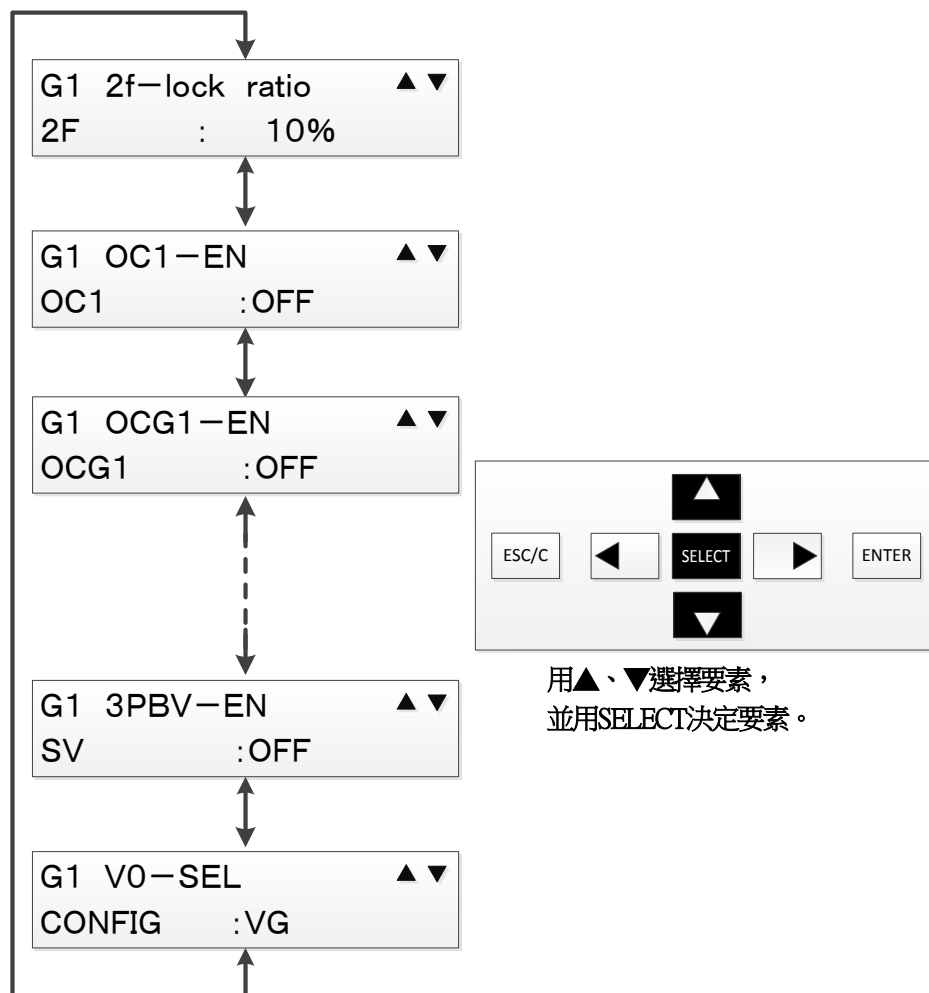 G1 2f－lock ratio ▲ ▼
2F : 10%
G1 OC1－EN ▲ ▼
OC1 :OFF
G1 OCG1－EN ▲ ▼
OCG1 :OFF
ESC/C ◀ SELECT ▶ ENTER
用▲、▼選擇要素，
並用SELECT決定要素。
G1 3PBV－EN ▲ ▼
SV :OFF
G1 V0－SEL ▲ ▼
CONFIG :VG